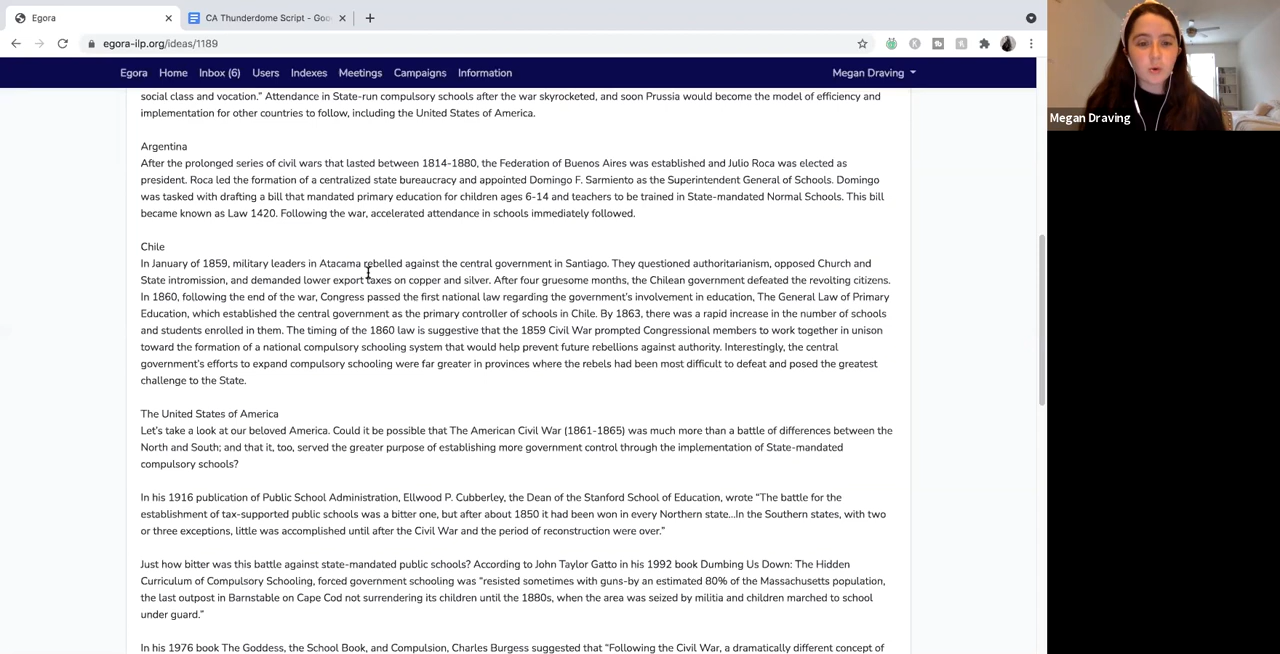 Egora
CA Thunderdome Script - Goo
egora-ilp.org/ideas/1189
Egora Home Inbox (6) Users Indexes Meetings Campaigns Information Megan Draving
Megan Draving
social class and vocation.” Attendance in State-run compulsory schools after the war skyrocketed, and soon Prussia would become the model of efficiency and
implementation for other countries to follow, including the United States of America.
Argentina
After the prolonged series of civil wars that lasted between 1814-1880, the Federation of Buenos Aires was established and Julio Roca was elected as
president. Roca led the formation of a centralized state bureaucracy and appointed Domingo F. Sarmiento as the Superintendent General of Schools. Domingo
was tasked with drafting a bill that mandated primary education for children ages 6-14 and teachers to be trained in State-mandated Normal Schools. This bill
became known as Law 1420. Following the war, accelerated attendance in schools immediately followed.
Chile
In January of 1859, military leaders in Atacama rebelled against the central government in Santiago. They questioned authoritarianism, opposed Church and
State intromission, and demanded lower export taxes on copper and silver. After four gruesome months, the Chilean government defeated the revolting citizens.
In 1860, following the end of the war, Congress passed the first national law regarding the government’s involvement in education, The General Law of Primary
Education, which established the central government as the primary controller of schools in Chile. By 1863, there was a rapid increase in the number of schools
and students enrolled in them. The timing of the 1860 law is suggestive that the 1859 Civil War prompted Congressional members to work together in unison
toward the formation of a national compulsory schooling system that would help prevent future rebellions against authority. Interestingly, the central
government’s efforts to expand compulsory schooling were far greater in provinces where the rebels had been most difficult to defeat and posed the greatest
challenge to the State.
The United States of America
Let’s take a look at our beloved America. Could it be possible that The American Civil War (1861-1865) was much more than a battle of differences between the
North and South; and that it, too, served the greater purpose of establishing more government control through the implementation of State-mandated
compulsory schools?
In his 1916 publication of Public School Administration, Ellwood P. Cubberley, the Dean of the Stanford School of Education, wrote “The battle for the
establishment of tax-supported public schools was a bitter one, but after about 1850 it had been won in every Northern state…In the Southern states, with two
or three exceptions, little was accomplished until after the Civil War and the period of reconstruction were over.”
Just how bitter was this battle against state-mandated public schools? According to John Taylor Gatto in his 1992 book Dumbing Us Down: The Hidden
Curriculum of Compulsory Schooling, forced government schooling was “resisted sometimes with guns-by an estimated 80% of the Massachusetts population,
the last outpost in Barnstable on Cape Cod not surrendering its children until the 1880s, when the area was seized by militia and children marched to school
under guard.”
In his 1976 book The Goddess, the School Book, and Compulsion, Charles Burgess suggested that “Following the Civil War, a dramatically different concept of